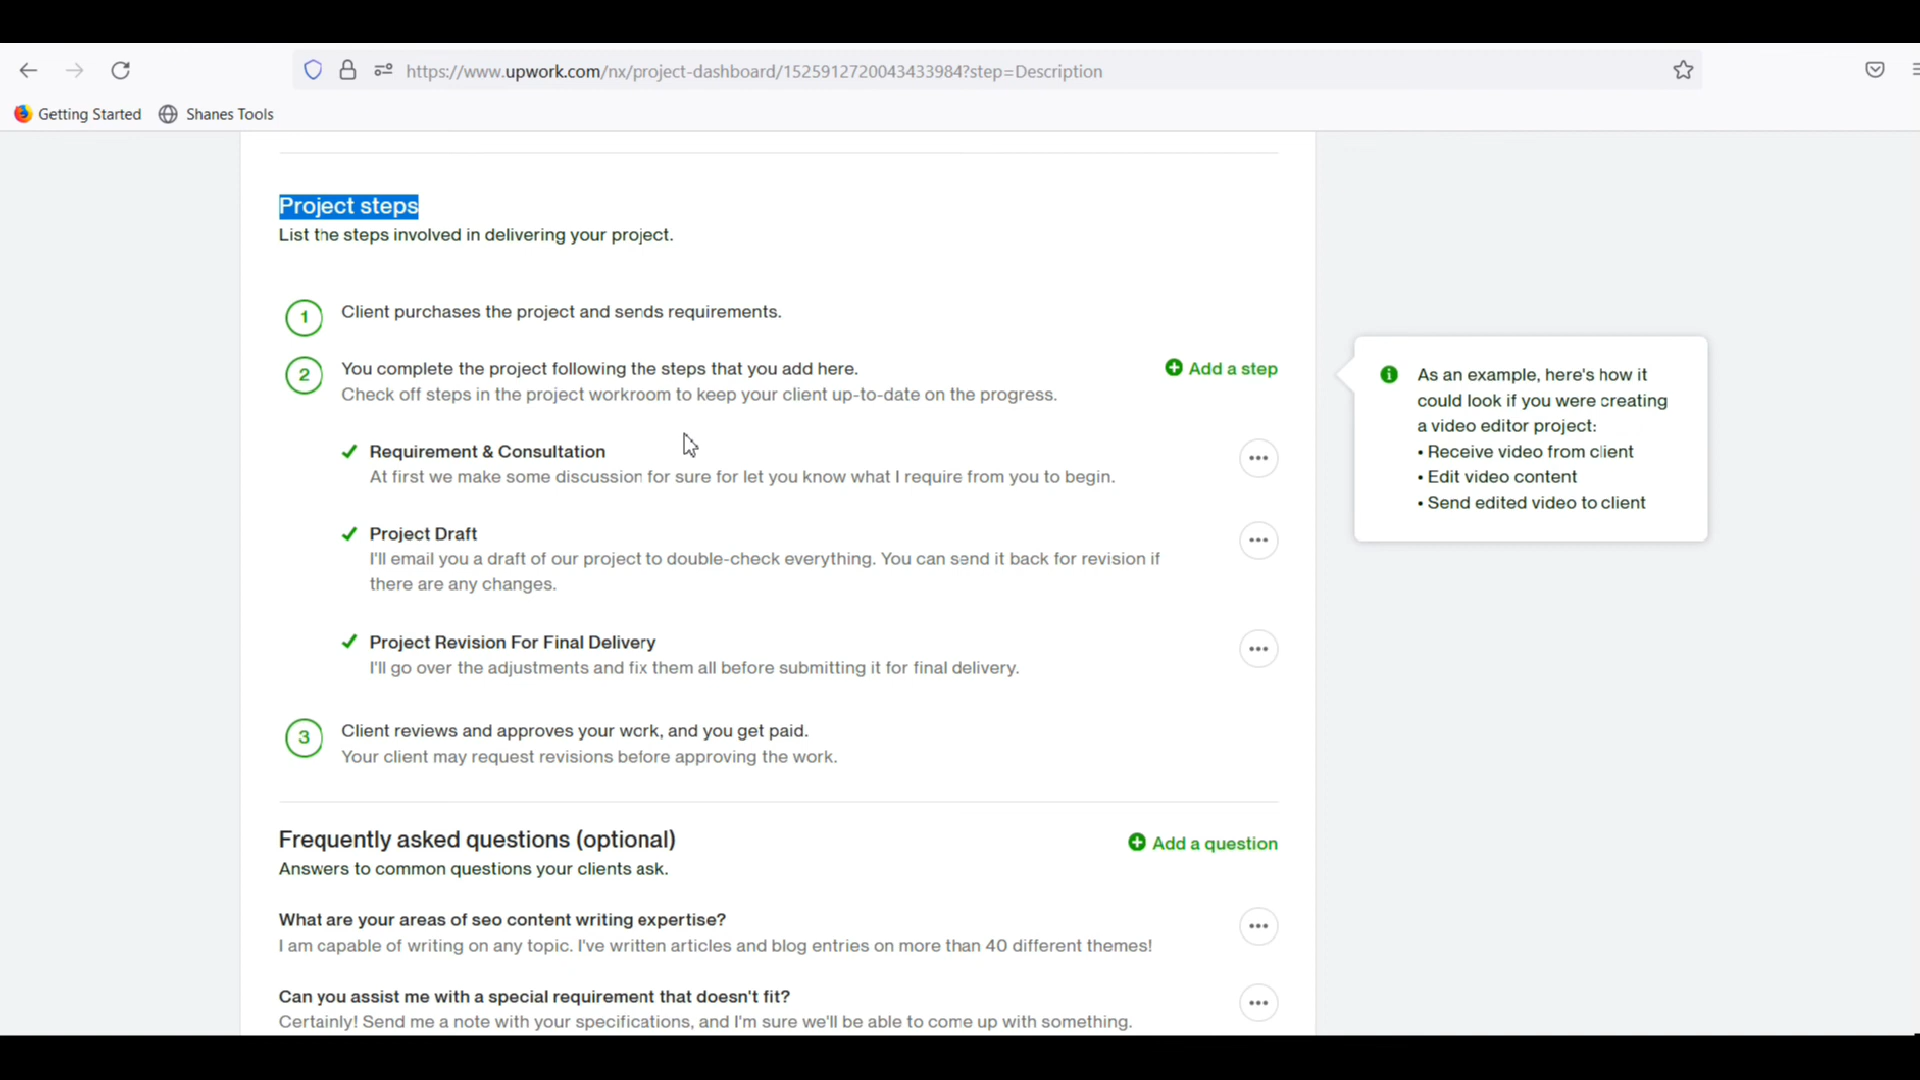 https://www.upwork.com/nx/project-dashboard/1525912720043433984?step=Description
Getting Started
Shanes Tools
Project steps
List the steps involved in delivering your project.
1
Client purchases the project and sends requirements.
2
You complete the project following the steps that you add here.
Add a step
Check off steps in the project workroom to keep your client up-to-date on the progress.
Requirement & Consultation
At first we make some discussion for sure for let you know what I require from you to begin.
Project Draft
I'll email you a draft of our project to double-check everything. You can send it back for revision if
there are any changes.
Project Revision For Final Delivery
I'll go over the adjustments and fix them all before submitting it for final delivery.
3
Client reviews and approves your work, and you get paid.
Your client may request revisions before approving the work.
As an example, here's how it
could look if you were creating
a video editor project:
• Receive video from client
• Edit video content
• Send edited video to client
Frequently asked questions (optional)
Add a question
Answers to common questions your clients ask.
What are your areas of seo content writing expertise?
I am capable of writing on any topic. I've written articles and blog entries on more than 40 different themes!
Can you assist me with a special requirement that doesn't fit?
Certainly! Send me a note with your specifications, and I'm sure we'll be able to come up with something.